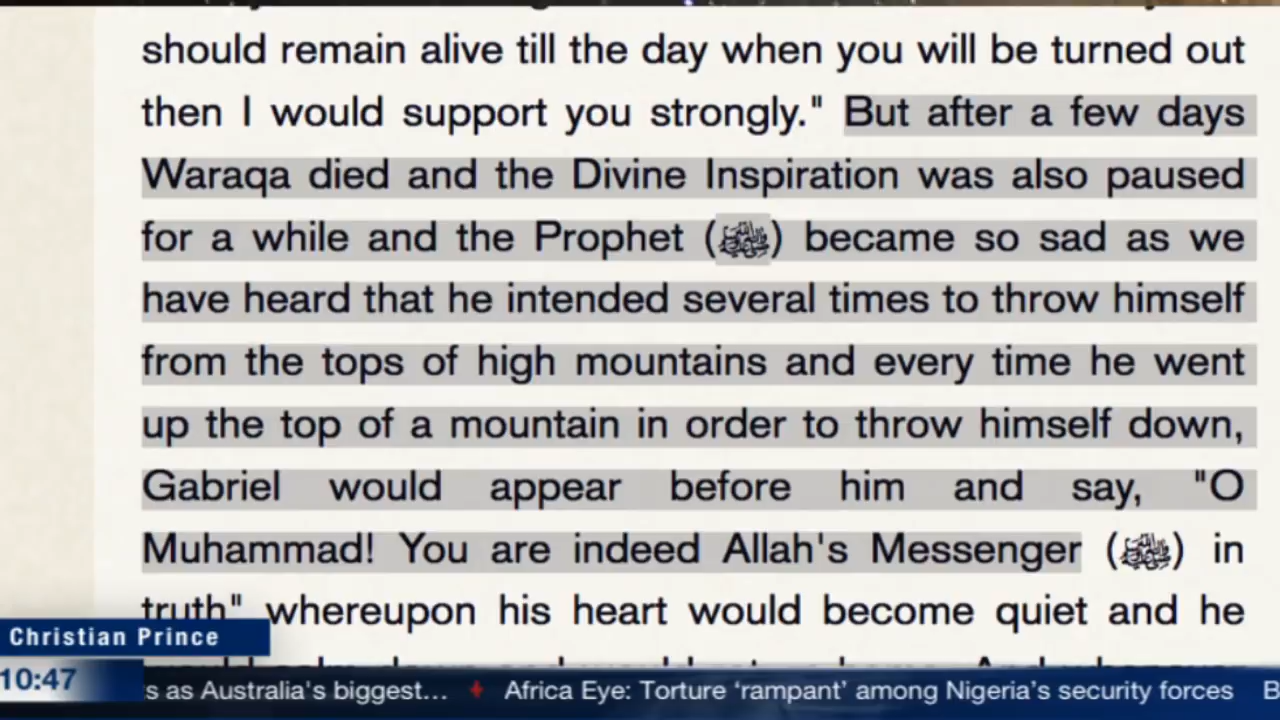 should remain alive till the day when you will be turned out
then I would support you strongly." But after a few days
Waraqa died and the Divine Inspiration was also paused
for a while and the Prophet (ﷺ) became so sad as we
have heard that he intended several times to throw himself
from the tops of high mountains and every time he went
up the top of a mountain in order to throw himself down,
Gabriel would appear before him and say, "O
Muhammad! You are indeed Allah's Messenger (ﷺ) in
truth" whereupon his heart would become quiet and he
Christian Prince
10:47
s as Australia's biggest... Africa Eye: Torture ‘rampant’ among Nigeria’s security forces B